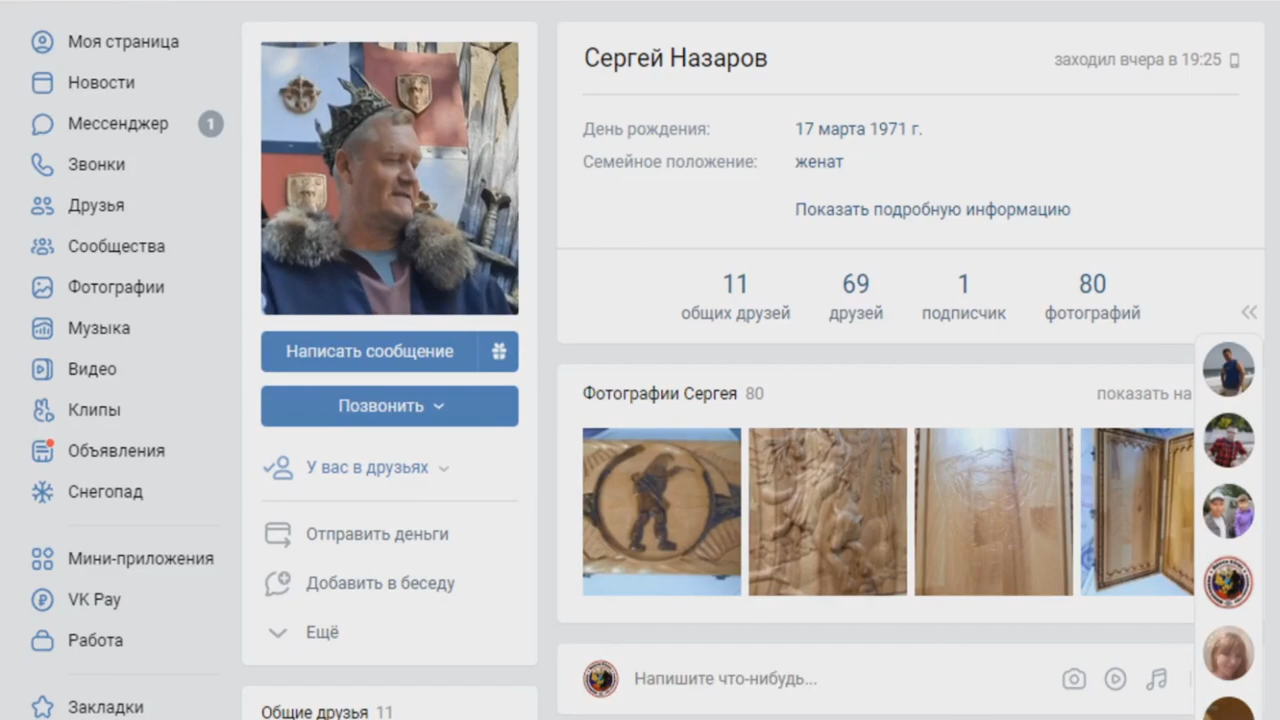 Моя страница
Новости
Мессенджер 1
Звонки
Друзья
Сообщества
Фотографии
Музыка
Видео
Клипы
Объявления
Снегопад
Мини-приложения
VK Pay
Работа
Закладки
Написать сообщение
Позвонить
У вас в друзьях
Отправить деньги
Добавить в беседу
Ещё
Общие друзья 11
Сергей Назаров
заходил вчера в 19:25
День рождения: 17 марта 1971 г.
Семейное положение: женат
Показать подробную информацию
11 69 1 80
общих друзей друзей подписчик фотографий
Фотографии Сергея 80
показать на
Напишите что-нибудь...